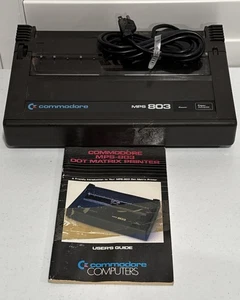 commodore
MPS 803
COMMODORE
MPS-803
DOT MATRIX PRINTER
USER'S GUIDE
commodore
COMPUTERS